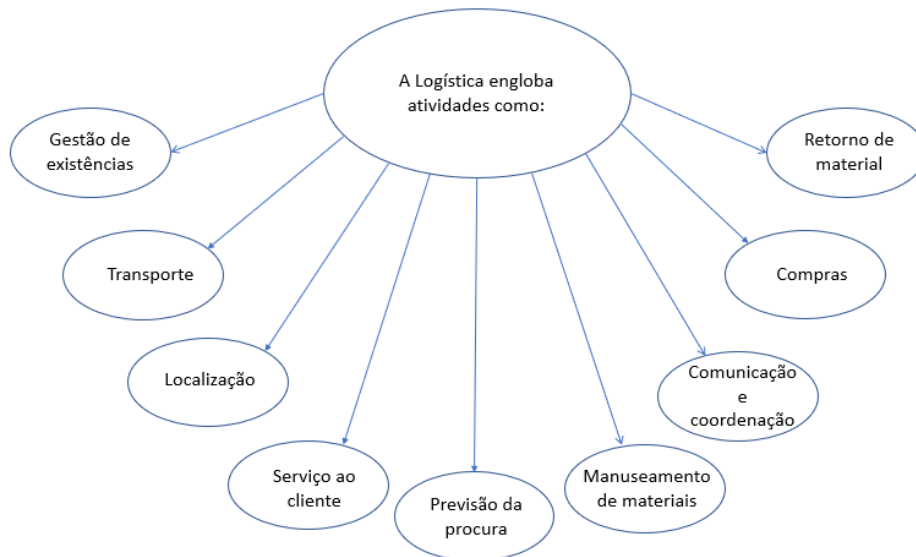 A Logística engloba
atividades como:
Gestão de
existências
Retorno de
material
Transporte
Compras
Localização
Comunicação
e
coordenação
Serviço ao
cliente
Previsão da
procura
Manuseamento
de materiais